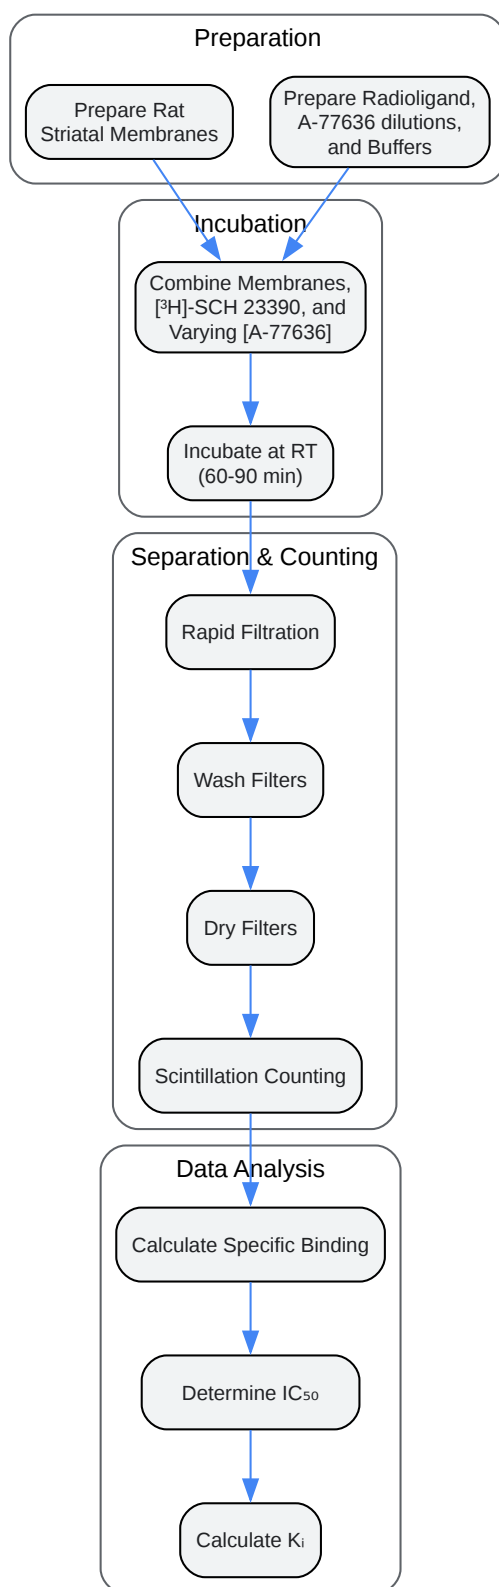 Preparation
Prepare Rat
Striatal Membranes
Prepare Radioligand,
A-77636 dilutions,
and Buffers
Incubation
Combine Membranes,
[³H]-SCH 23390, and
Varying [A-77636]
Incubate at RT
(60-90 min)
Separation & Counting
Rapid Filtration
Wash Filters
Dry Filters
Scintillation Counting
Data Analysis
Calculate Specific Binding
Determine IC₅₀
Calculate Kᵢ